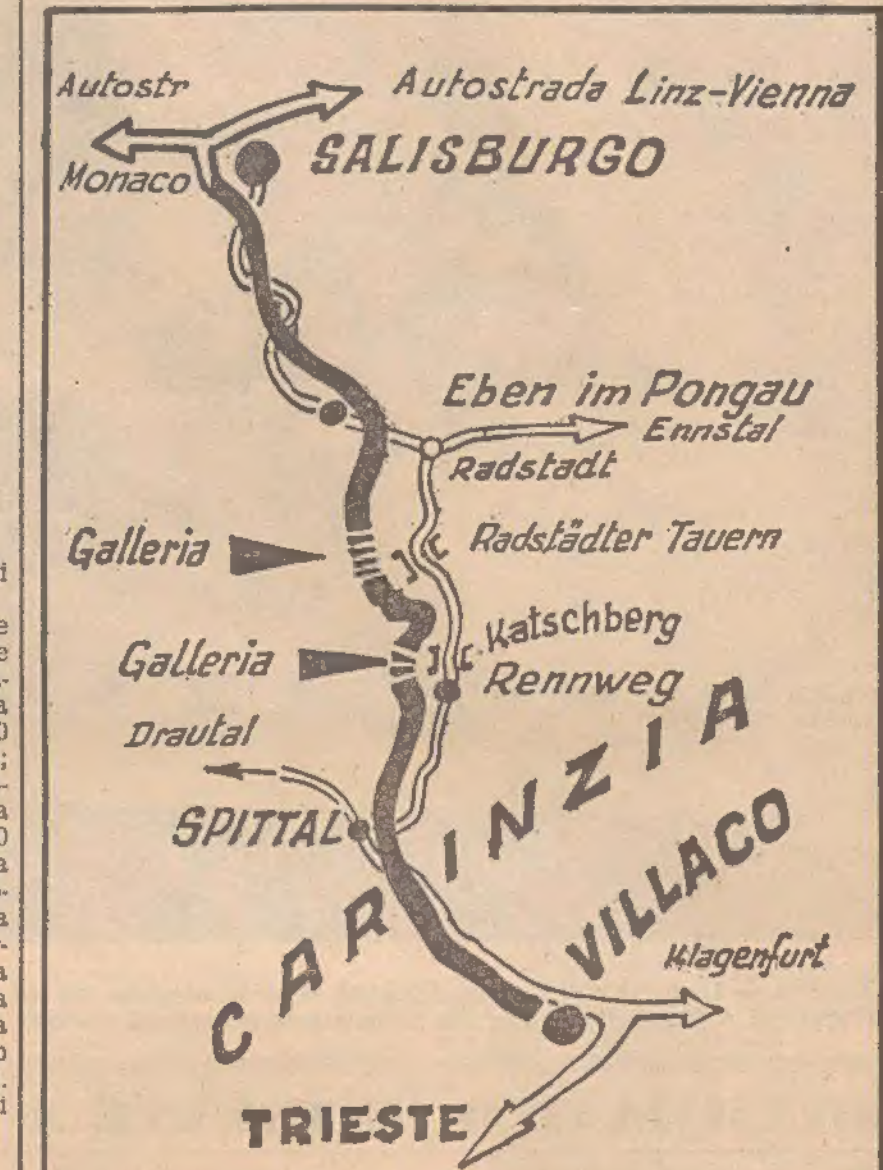 Autostr
Autostrada Linz-Vienna
Monaco
SALISBURGO
Eben im Pongau
Ennstal
Radstadt
Galleria
Radstädter Tauern
Galleria
Katschberg
Rennweg
Drautal
SPITTAL
CARINZIA
VILLACO
Klagenfurt
TRIESTE